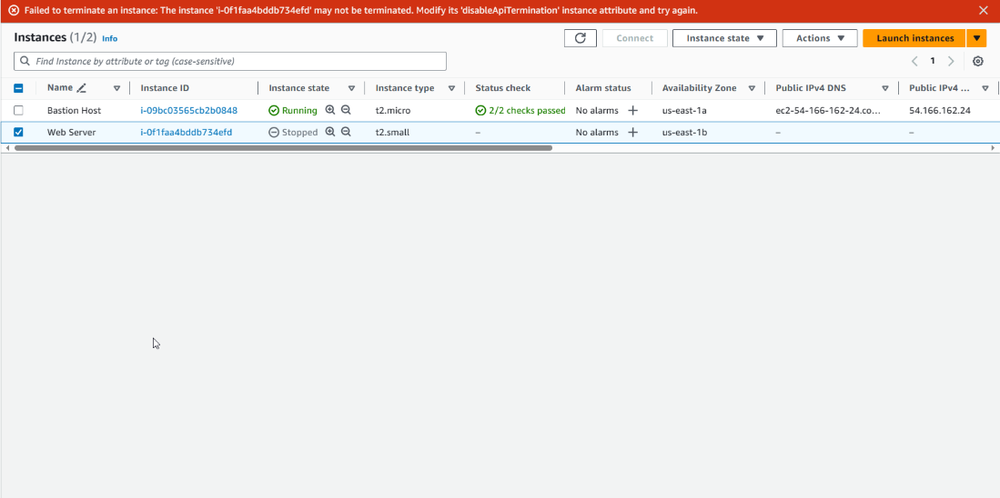 Failed to terminate an instance: The instance 'i-0f1faa4bddb734efd' may not be terminated. Modify its 'disableApiTermination' instance attribute and try again.
Instances (1/2) Info Connect Instance state Actions Launch instances
Find Instance by attribute or tag (case-sensitive) 1
Name Instance ID Instance state Instance type Status check Alarm status Availability Zone Public IPv4 DNS Public IPv4 ...
Bastion Host i-09bc03565cb2b0848 Running t2.micro 2/2 checks passed No alarms us-east-1a ec2-54-166-162-24.co... 54.166.162.24
Web Server i-0f1faa4bddb734efd Stopped t2.small – No alarms us-east-1b – –